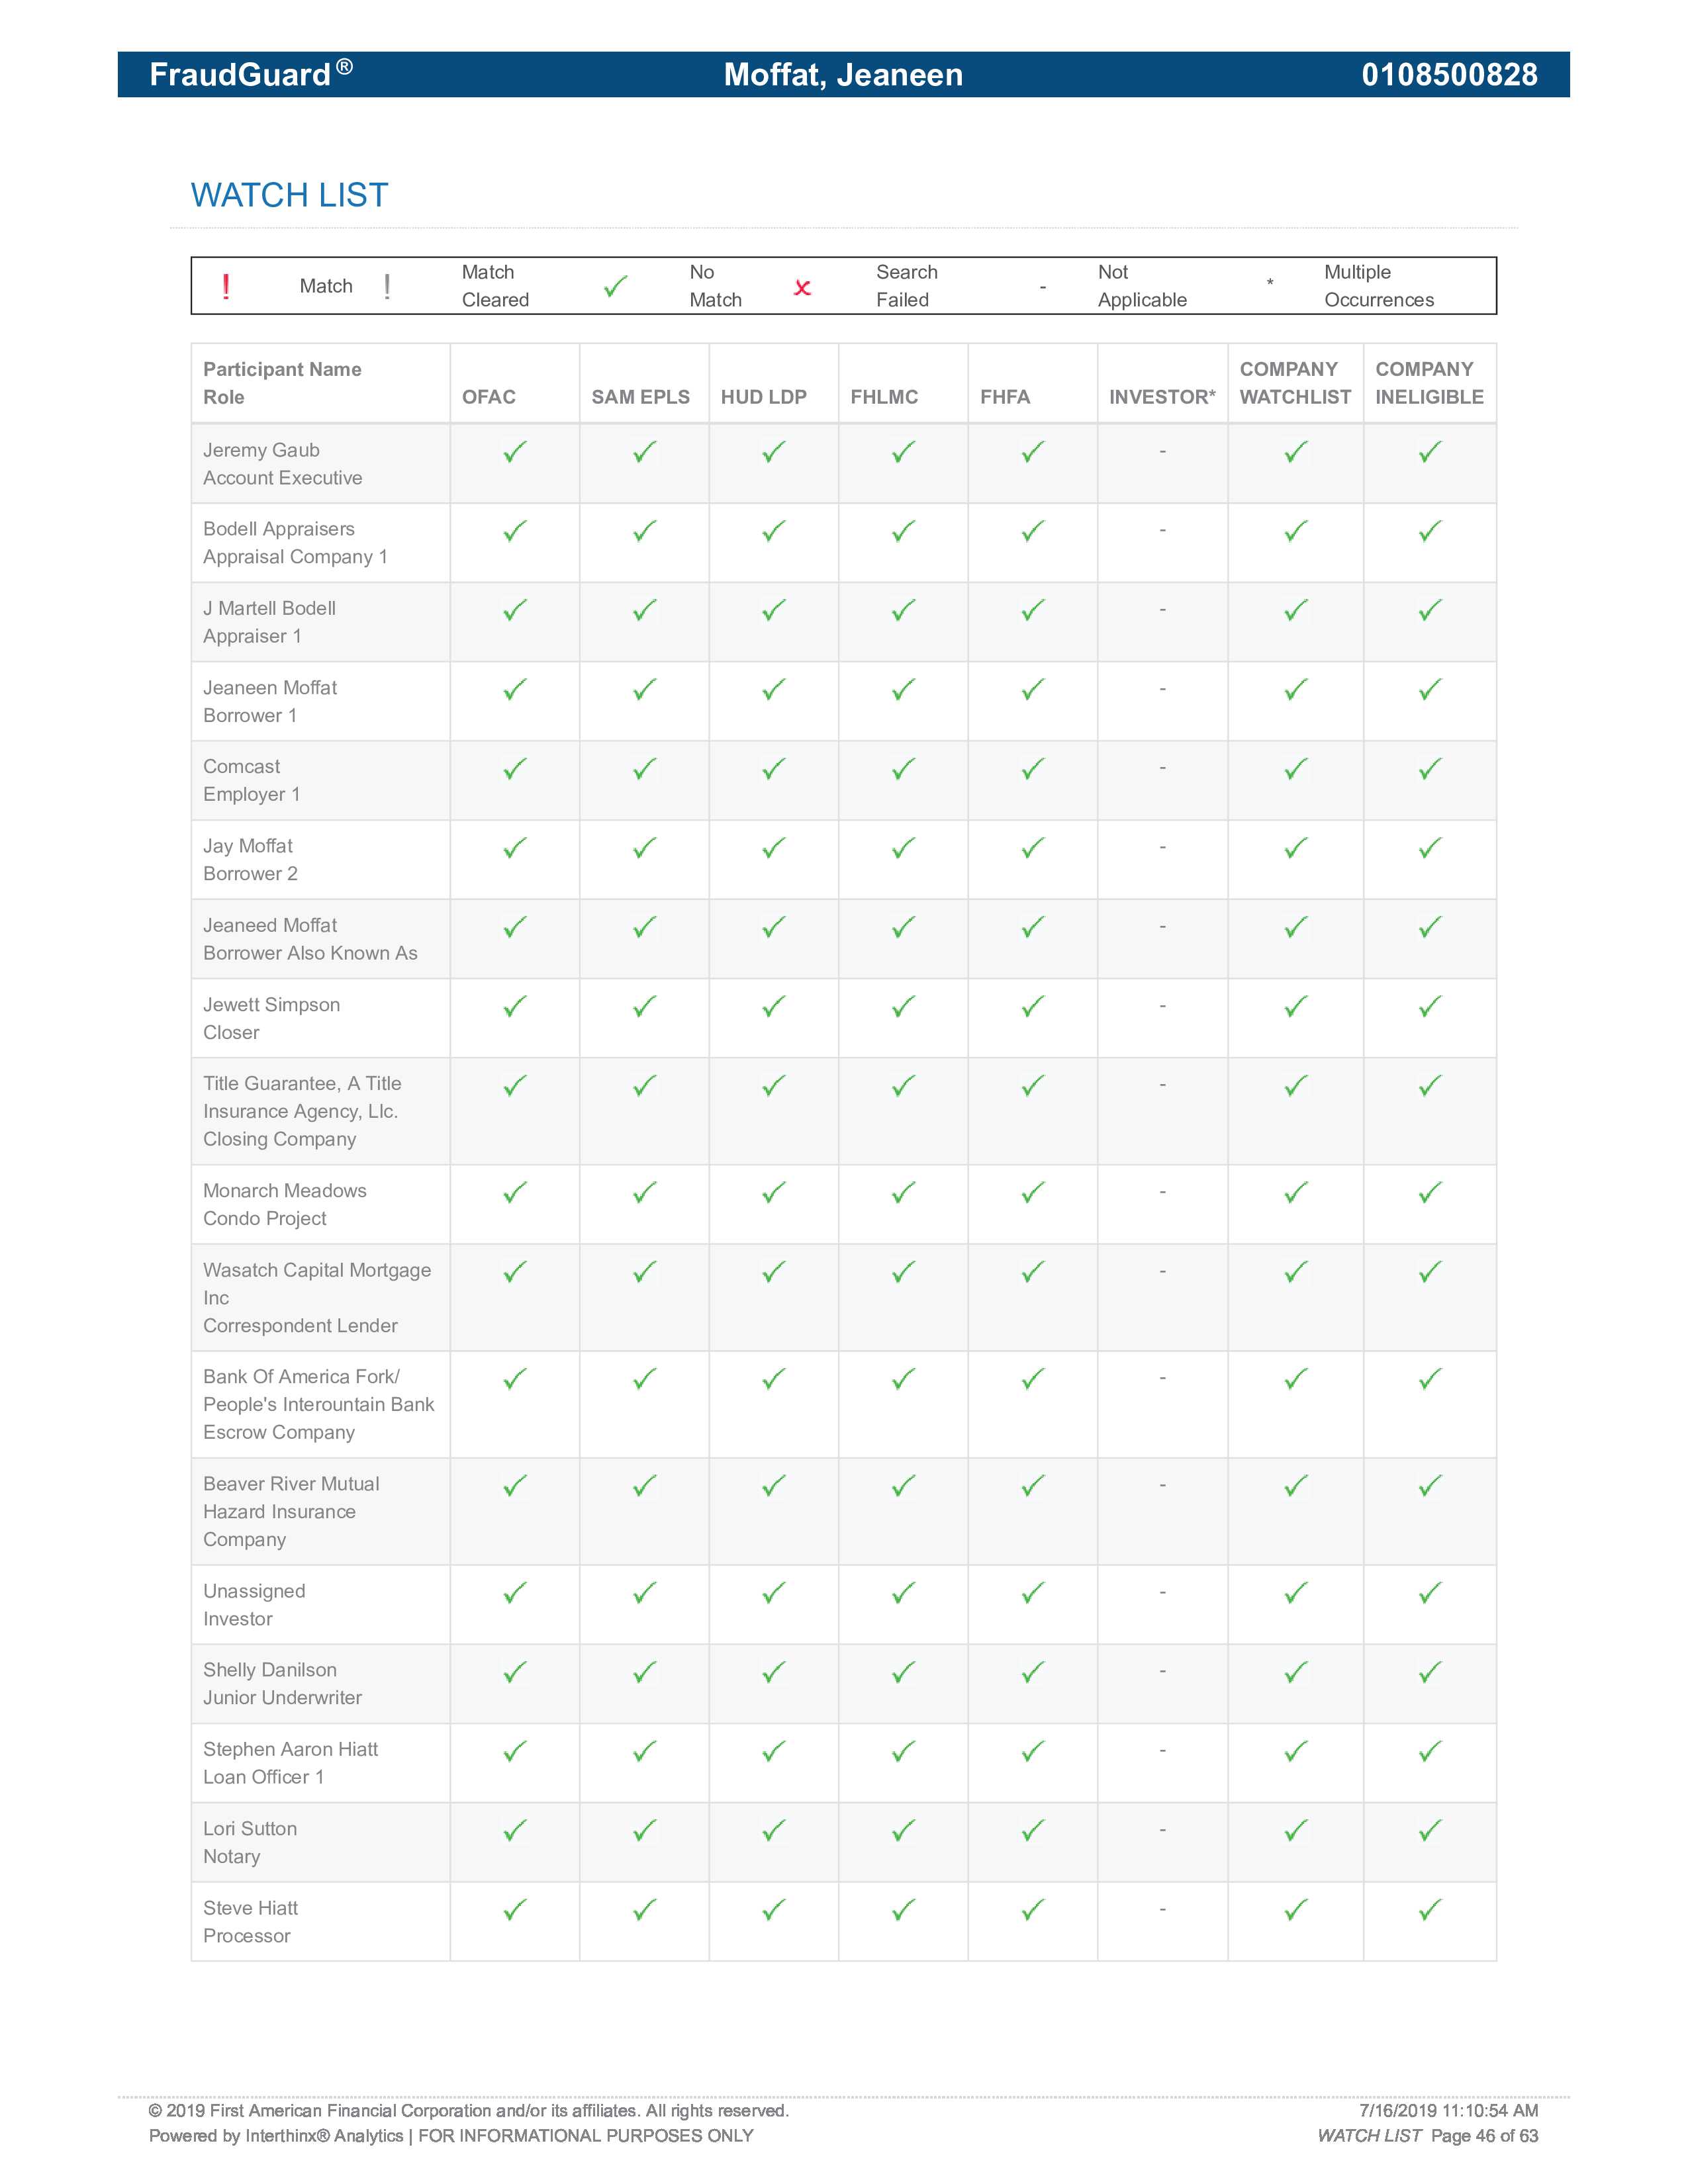 FraudGuard® Moffat, Jeaneen 0108500828
WATCH LIST
! Match ! Match Cleared ✓ No Match ✗ Search Failed - Not Applicable * Multiple Occurrences
Participant Name
Role OFAC SAM EPLS HUD LDP FHLMC FHFA INVESTOR* COMPANY WATCHLIST COMPANY INELIGIBLE
Jeremy Gaub ✓ ✓ ✓ ✓ ✓ - ✓ ✓
Account Executive
Bodell Appraisers ✓ ✓ ✓ ✓ ✓ - ✓ ✓
Appraisal Company 1
J Martell Bodell ✓ ✓ ✓ ✓ ✓ - ✓ ✓
Appraiser 1
Jeaneen Moffat ✓ ✓ ✓ ✓ ✓ - ✓ ✓
Borrower 1
Comcast ✓ ✓ ✓ ✓ ✓ - ✓ ✓
Employer 1
Jay Moffat ✓ ✓ ✓ ✓ ✓ - ✓ ✓
Borrower 2
Jeaneed Moffat ✓ ✓ ✓ ✓ ✓ - ✓ ✓
Borrower Also Known As
Jewett Simpson ✓ ✓ ✓ ✓ ✓ - ✓ ✓
Closer
Title Guarantee, A Title ✓ ✓ ✓ ✓ ✓ - ✓ ✓
Insurance Agency, Llc.
Closing Company
Monarch Meadows ✓ ✓ ✓ ✓ ✓ - ✓ ✓
Condo Project
Wasatch Capital Mortgage ✓ ✓ ✓ ✓ ✓ - ✓ ✓
Inc
Correspondent Lender
Bank Of America Fork/ ✓ ✓ ✓ ✓ ✓ - ✓ ✓
People's Interountain Bank
Escrow Company
Beaver River Mutual ✓ ✓ ✓ ✓ ✓ - ✓ ✓
Hazard Insurance
Company
Unassigned ✓ ✓ ✓ ✓ ✓ - ✓ ✓
Investor
Shelly Danilson ✓ ✓ ✓ ✓ ✓ - ✓ ✓
Junior Underwriter
Stephen Aaron Hiatt ✓ ✓ ✓ ✓ ✓ - ✓ ✓
Loan Officer 1
Lori Sutton ✓ ✓ ✓ ✓ ✓ - ✓ ✓
Notary
Steve Hiatt ✓ ✓ ✓ ✓ ✓ - ✓ ✓
Processor
© 2019 First American Financial Corporation and/or its affiliates. All rights reserved. 7/16/2019 11:10:54 AM
Powered by Interthinx® Analytics | FOR INFORMATIONAL PURPOSES ONLY WATCH LIST Page 46 of 63